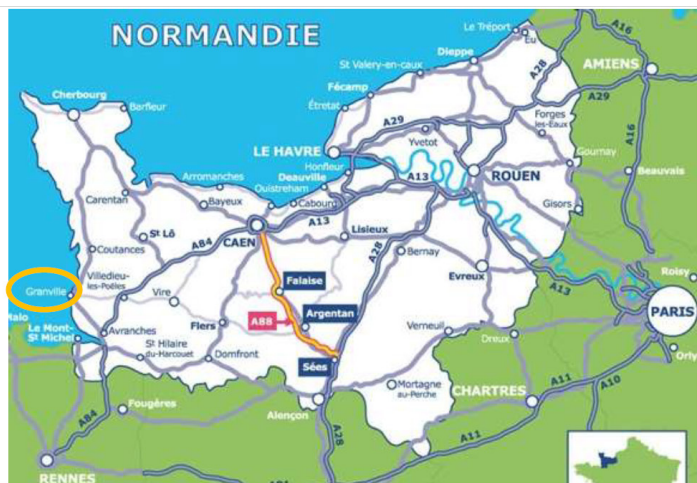 NORMANDIE
Le Tréport
Eu
A16
Dieppe
A28
AMIENS
St Valery-en-caux
Fécamp
A29
Cherbourg
Barfleur
Étretat
A29
Forges
les-Eaux
A16
Yvetot
LE HAVRE
Honfleur
ROUEN
Gournay
Beauvais
Arromanches
Deauville
Ouistreham
A13
Carentan
Bayeux
Cabourg
Gisors
St Lô
CAEN
A13
Lisieux
A28
Coutances
A84
Bernay
Roissy
Granville
Villedieu
-les-Poêles
Falaise
Evreux
A13
Vire
Malo
Argentan
PARIS
Le Mont-
St Michel
Avranches
Flers
A88
Verneuil
Dreux
St Hilaire
du-Harcouet
Domfront
Sées
Orly
Mortagne
au-Perche
CHARTRES
A11
A10
A84
Fougères
Alençon
A28
A11
RENNES